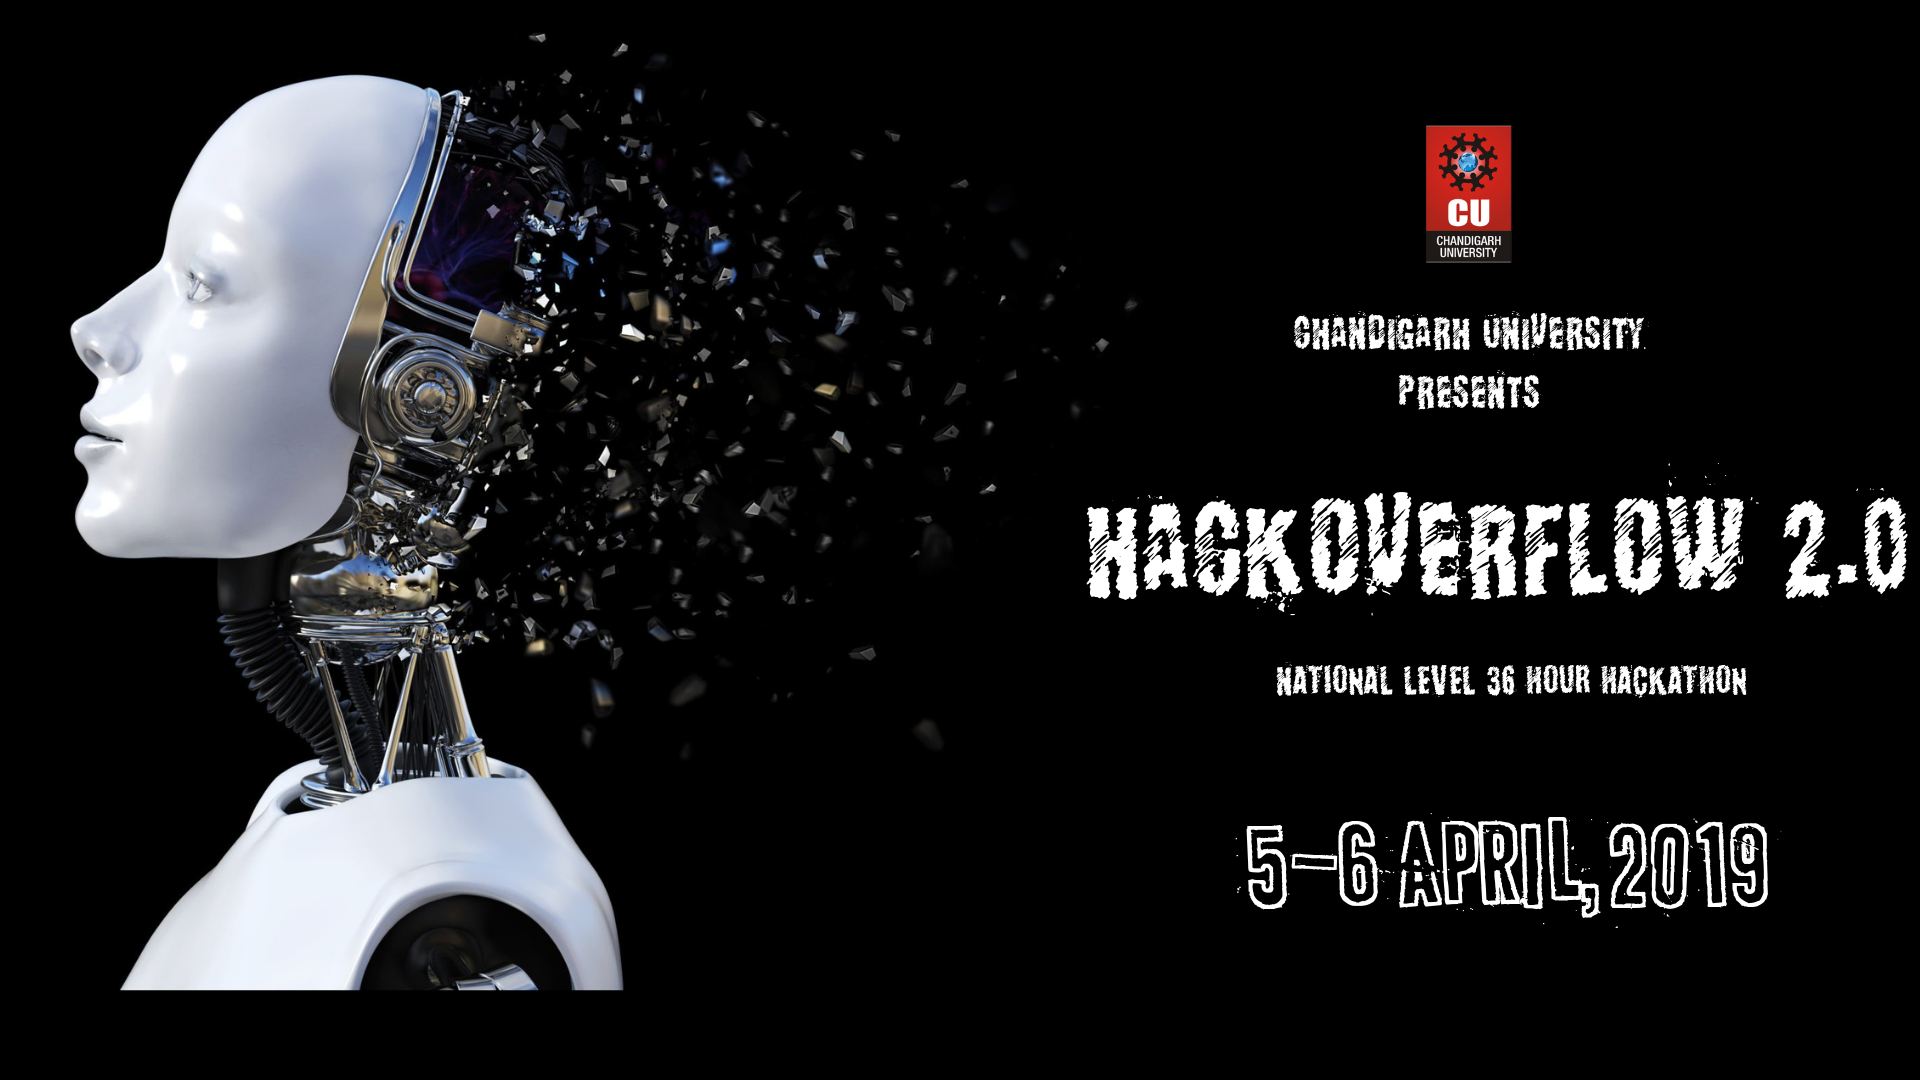 CU
CHANDIGARH
UNIVERSITY
CHANDIGARH UNIVERSITY
PRESENTS
HACKOVERFLOW 2.0
NATIONAL LEVEL 36 HOUR HACKATHON
5-6 APRIL, 2019